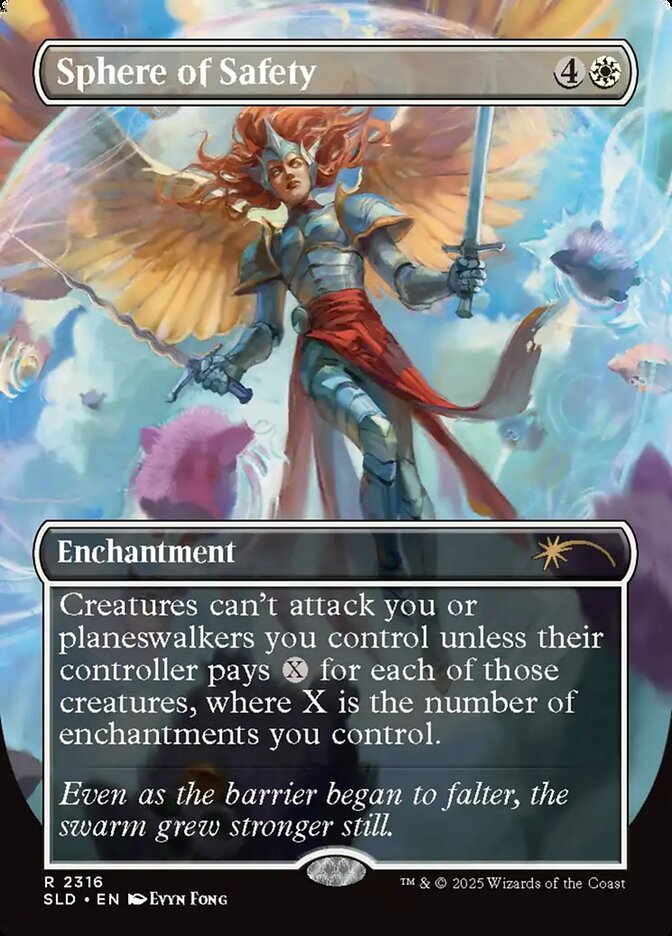 Sphere of Safety 4
Enchantment
Creatures can't attack you or
planeswalkers you control unless their
controller pays X for each of those
creatures, where X is the number of
enchantments you control.
Even as the barrier began to falter, the
swarm grew stronger still.
R 2316
™ & © 2025 Wizards of the Coast
SLD • EN Evyn Fong